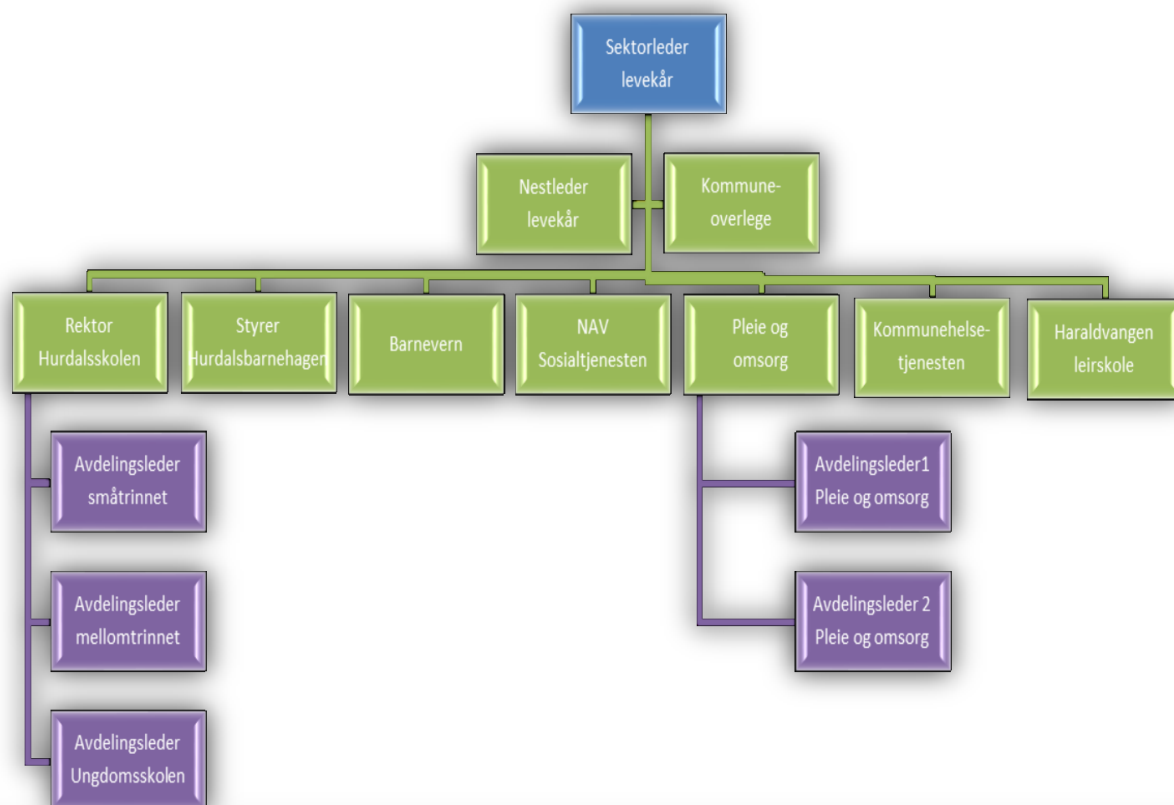 Sektorleder
levekår
Nestleder
levekår
Kommune-
overlege
Rektor
Hurdalsskolen
Styrer
Hurdalsbarnehagen
Barnevern
NAV
Sosialtjenesten
Pleie og
omsorg
Kommunehelse-
tjenesten
Haraldvangen
leirskole
Avdelingsleder
småtrinnet
Avdelingsleder
mellomtrinnet
Avdelingsleder
Ungdomsskolen
Avdelingsleder1
Pleie og omsorg
Avdelingsleder 2
Pleie og omsorg